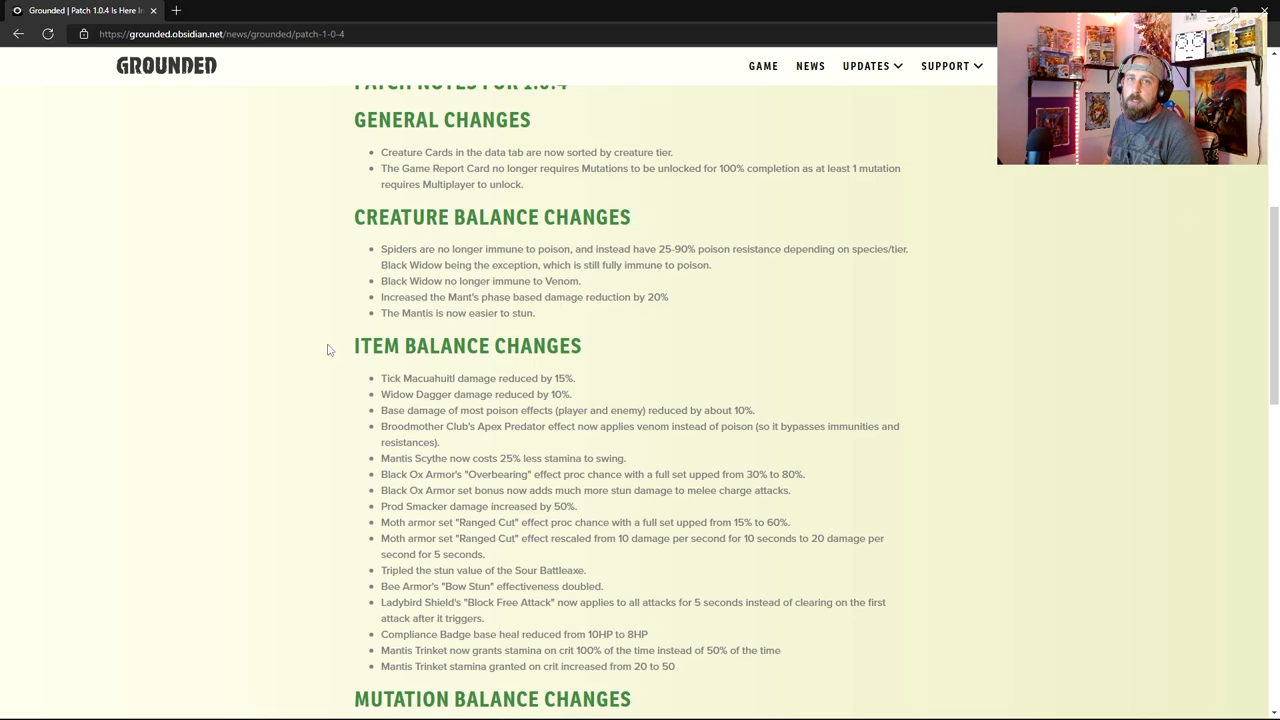 Grounded | Patch 1.0.4 Is Here
https://grounded.obsidian.net/news/grounded/patch-1-0-4
GROUNDED
GAME
NEWS
UPDATES
SUPPORT
PATCH NOTES FOR 1.0.4
GENERAL CHANGES
Creature Cards in the data tab are now sorted by creature tier.
The Game Report Card no longer requires Mutations to be unlocked for 100% completion as at least 1 mutation
requires Multiplayer to unlock.
CREATURE BALANCE CHANGES
Spiders are no longer immune to poison, and instead have 25-90% poison resistance depending on species/tier.
Black Widow being the exception, which is still fully immune to poison.
Black Widow no longer immune to Venom.
Increased the Mant's phase based damage reduction by 20%
The Mantis is now easier to stun.
ITEM BALANCE CHANGES
Tick Macuahuitl damage reduced by 15%.
Widow Dagger damage reduced by 10%.
Base damage of most poison effects (player and enemy) reduced by about 10%.
Broodmother Club's Apex Predator effect now applies venom instead of poison (so it bypasses immunities and
resistances).
Mantis Scythe now costs 25% less stamina to swing.
Black Ox Armor's "Overbearing" effect proc chance with a full set upped from 30% to 80%.
Black Ox Armor set bonus now adds much more stun damage to melee charge attacks.
Prod Smacker damage increased by 50%.
Moth armor set "Ranged Cut" effect proc chance with a full set upped from 15% to 60%.
Moth armor set "Ranged Cut" effect rescaled from 10 damage per second for 10 seconds to 20 damage per
second for 5 seconds.
Tripled the stun value of the Sour Battleaxe.
Bee Armor's "Bow Stun" effectiveness doubled.
Ladybird Shield's "Block Free Attack" now applies to all attacks for 5 seconds instead of clearing on the first
attack after it triggers.
Compliance Badge base heal reduced from 10HP to 8HP
Mantis Trinket now grants stamina on crit 100% of the time instead of 50% of the time
Mantis Trinket stamina granted on crit increased from 20 to 50
MUTATION BALANCE CHANGES